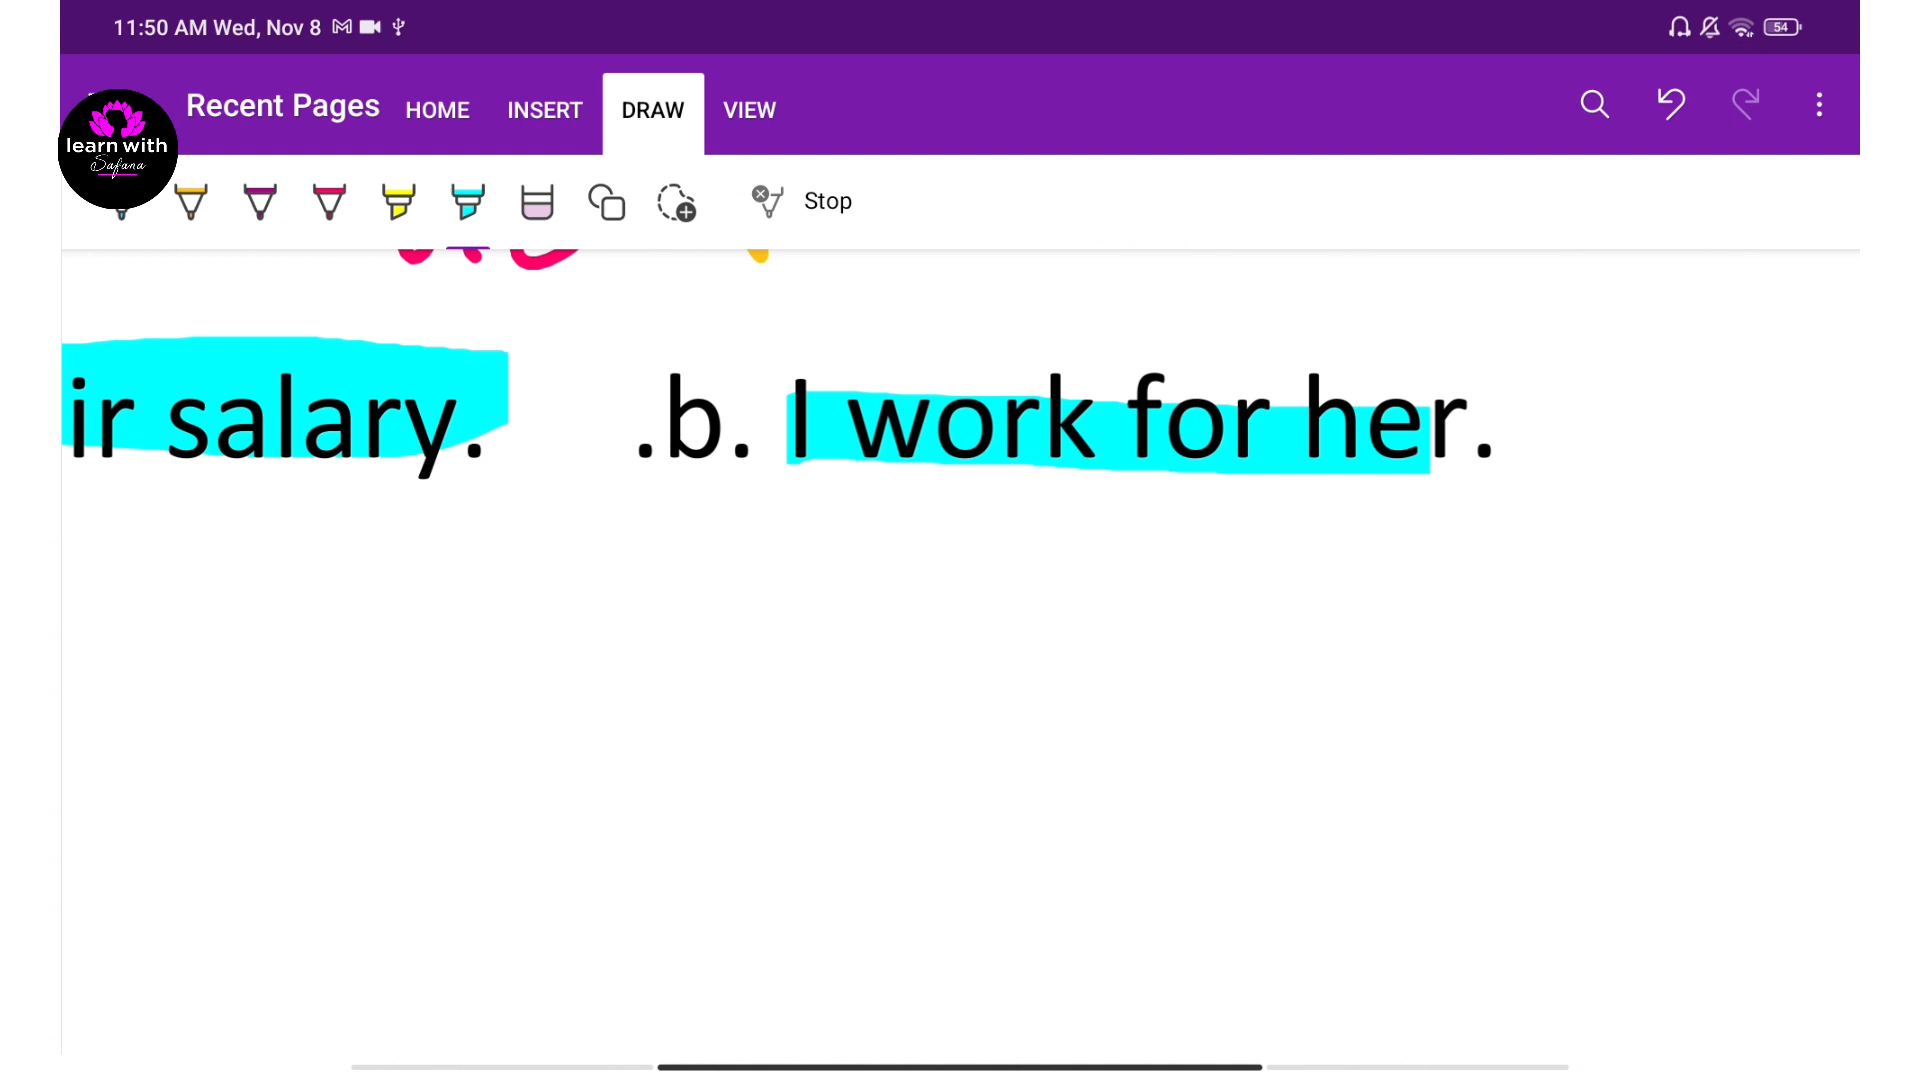 11:50 AM Wed, Nov 8 54
Recent Pages HOME INSERT DRAW VIEW
learn with
Safana
Stop
ir salary. .b. I work for her.